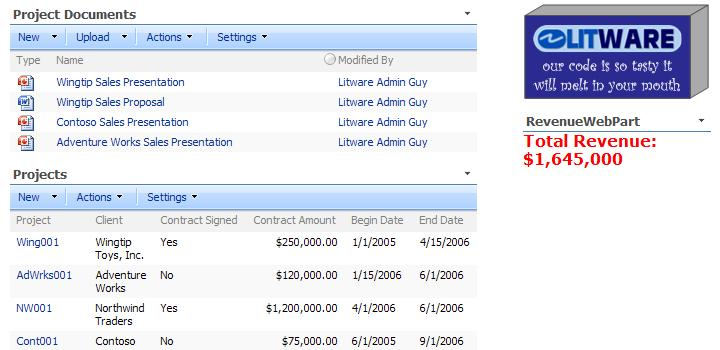 Project Documents
New Upload Actions Settings
Type Name Modified By
Wingtip Sales Presentation Litware Admin Guy
Wingtip Sales Proposal Litware Admin Guy
Contoso Sales Presentation Litware Admin Guy
Adventure Works Sales Presentation Litware Admin Guy
Projects
New Actions Settings
Project Client Contract Signed Contract Amount Begin Date End Date
Wing001 Wingtip Yes $250,000.00 1/1/2005 4/15/2006
Toys, Inc.
AdWrks001 Adventure No $120,000.00 1/15/2006 6/1/2006
Works
NW001 Northwind Yes $1,200,000.00 4/1/2006 6/1/2006
Traders
Cont001 Contoso No $75,000.00 6/1/2005 9/1/2006
LITWARE
our code is so tasty it
will melt in your mouth
RevenueWebPart
Total Revenue:
$1,645,000